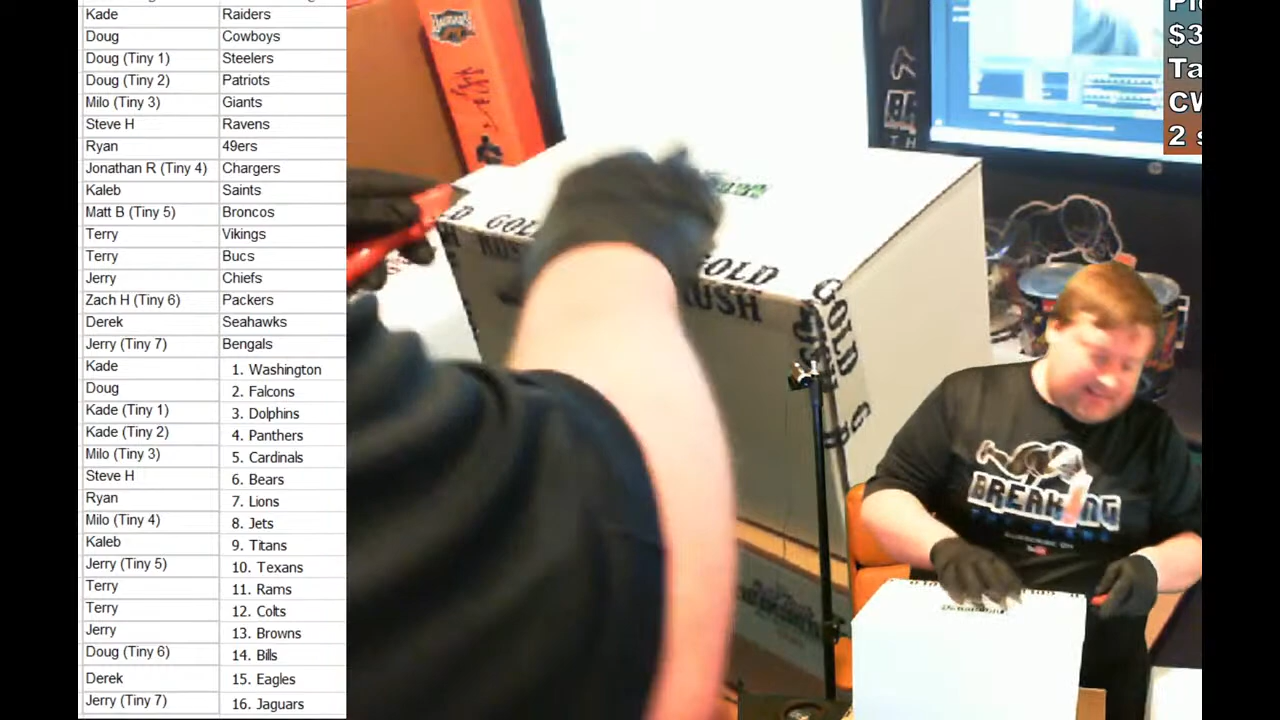 Kade Raiders
Doug Cowboys
Doug (Tiny 1) Steelers
Doug (Tiny 2) Patriots
Milo (Tiny 3) Giants
Steve H Ravens
Ryan 49ers
Jonathan R (Tiny 4) Chargers
Kaleb Saints
Matt B (Tiny 5) Broncos
Terry Vikings
Terry Bucs
Jerry Chiefs
Zach H (Tiny 6) Packers
Derek Seahawks
Jerry (Tiny 7) Bengals
Kade 1. Washington
Doug 2. Falcons
Kade (Tiny 1) 3. Dolphins
Kade (Tiny 2) 4. Panthers
Milo (Tiny 3) 5. Cardinals
Steve H 6. Bears
Ryan 7. Lions
Milo (Tiny 4) 8. Jets
Kaleb 9. Titans
Jerry (Tiny 5) 10. Texans
Terry 11. Rams
Terry 12. Colts
Jerry 13. Browns
Doug (Tiny 6) 14. Bills
Derek 15. Eagles
Jerry (Tiny 7) 16. Jaguars
$3
Ta
CW
2 s
GOLD
RUSH
GOLD
BREAKING